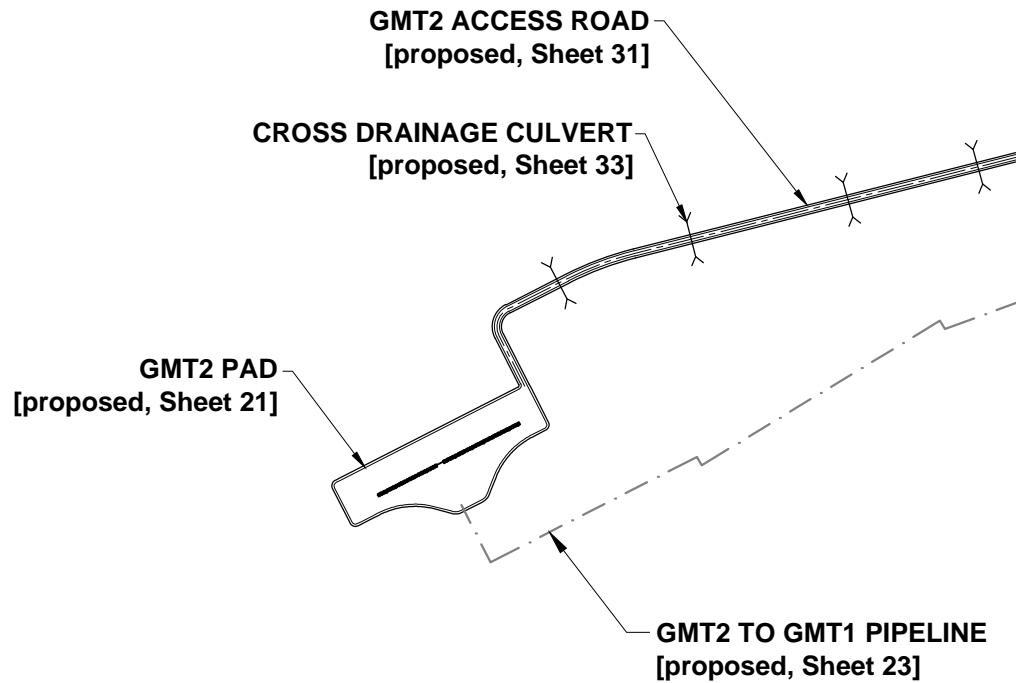 GMT2 ACCESS ROAD
[proposed, Sheet 31]
CROSS DRAINAGE CULVERT
[proposed, Sheet 33]
GMT2 PAD
[proposed, Sheet 21]
GMT2 TO GMT1 PIPELINE
[proposed, Sheet 23]